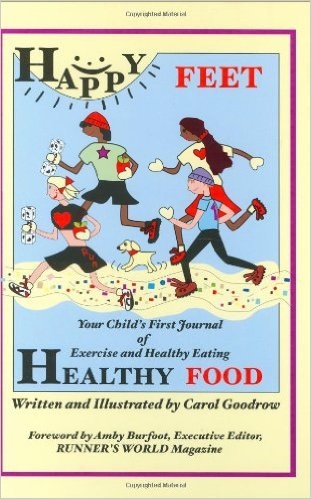 HAPPY FEET
Your Child's First Journal
of
Exercise and Healthy Eating
HEALTHY FOOD
Written and Illustrated by Carol Goodrow
Foreword by Amby Burfoot, Executive Editor,
RUNNER'S WORLD Magazine